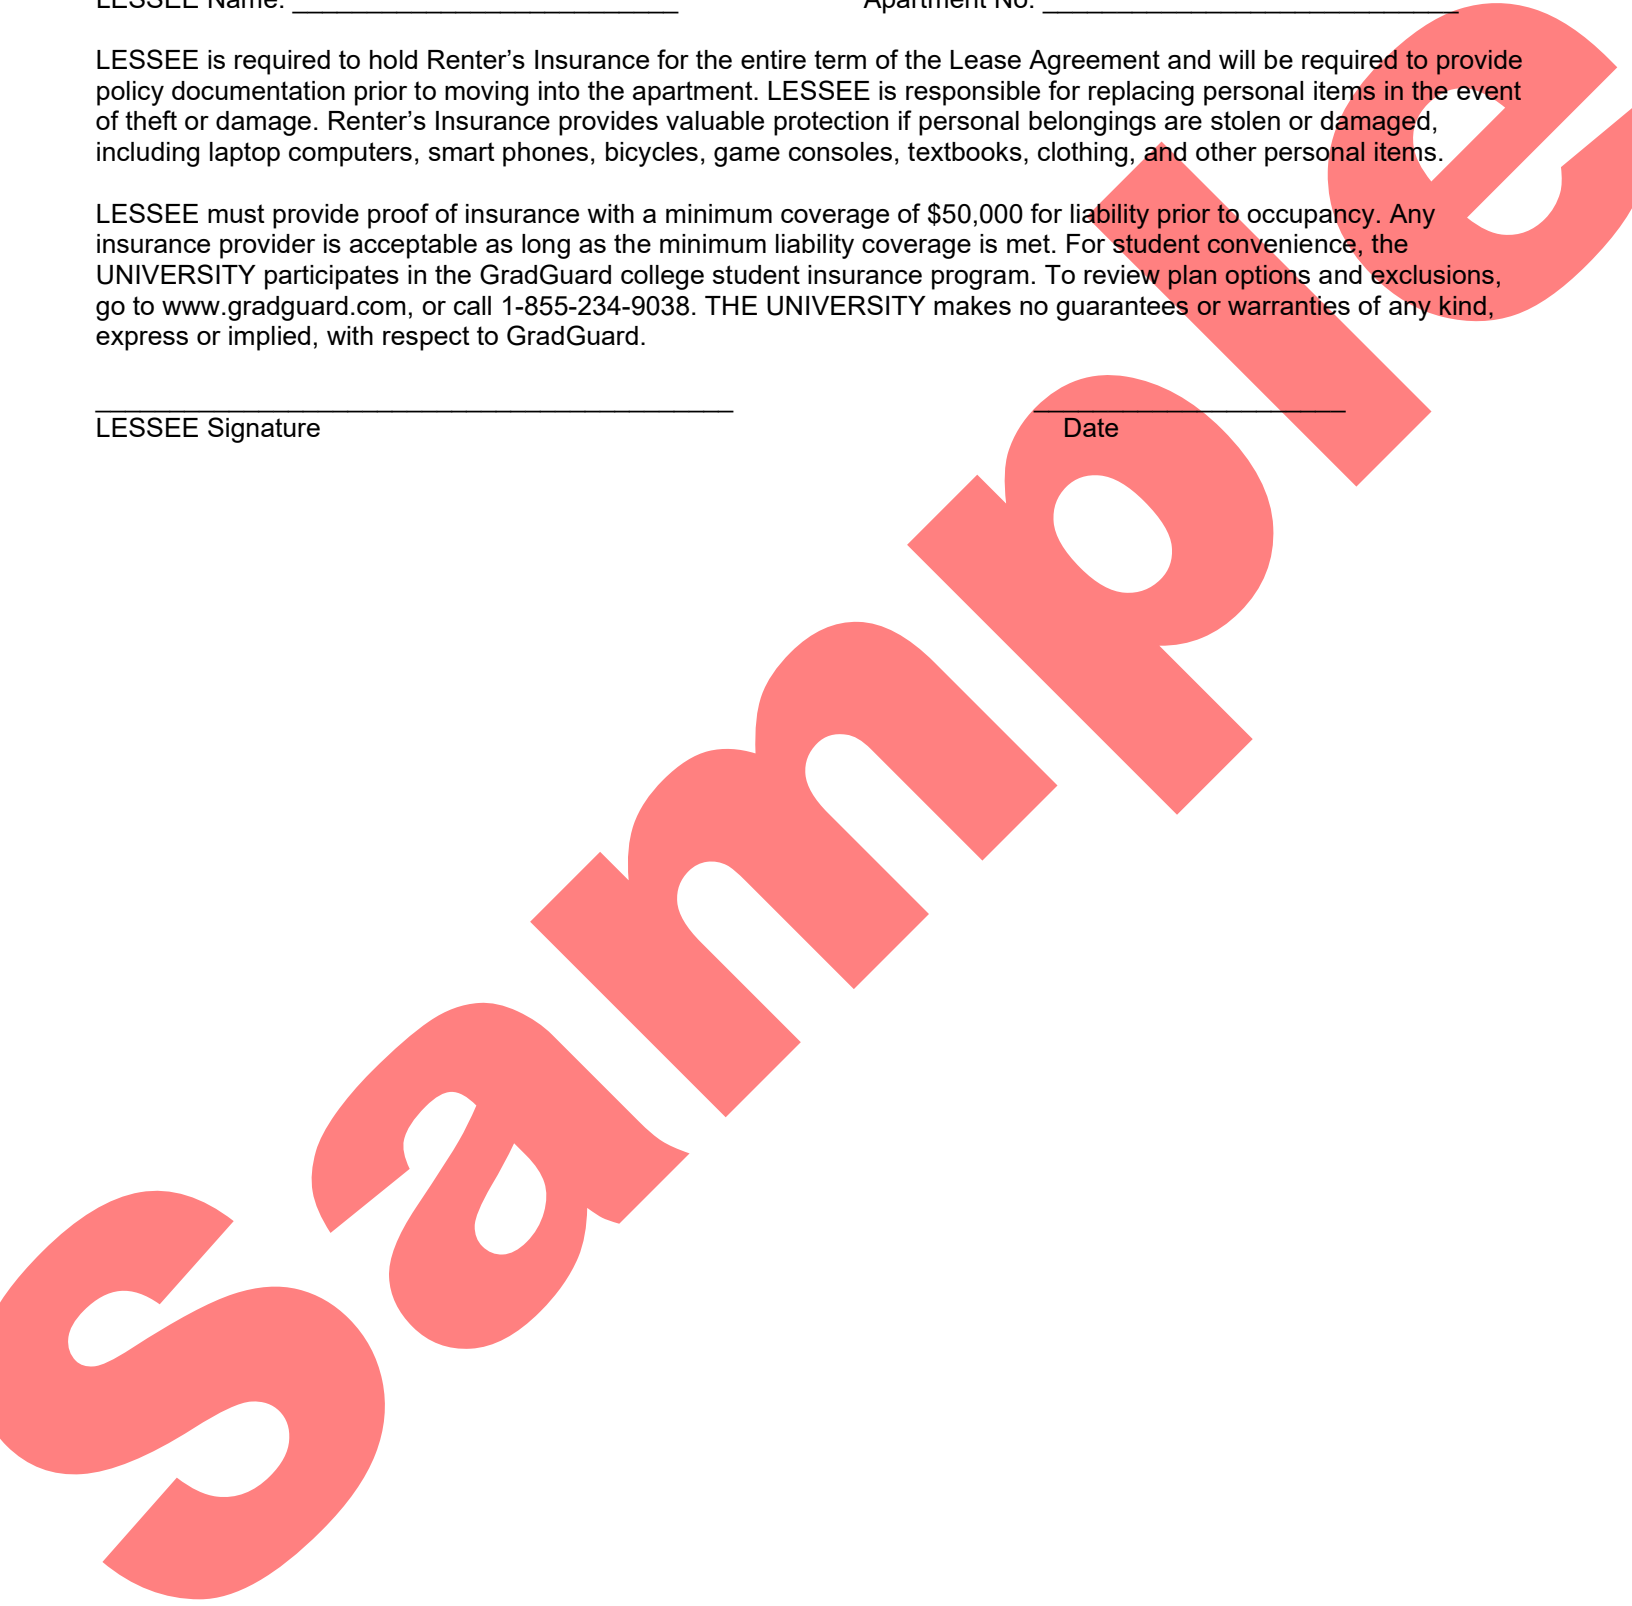 LESSEE Name: __________________________ Apartment No: ____________________________
LESSEE is required to hold Renter’s Insurance for the entire term of the Lease Agreement and will be required to provide
policy documentation prior to moving into the apartment. LESSEE is responsible for replacing personal items in the event
of theft or damage. Renter’s Insurance provides valuable protection if personal belongings are stolen or damaged,
including laptop computers, smart phones, bicycles, game consoles, textbooks, clothing, and other personal items.
LESSEE must provide proof of insurance with a minimum coverage of $50,000 for liability prior to occupancy. Any
insurance provider is acceptable as long as the minimum liability coverage is met. For student convenience, the
UNIVERSITY participates in the GradGuard college student insurance program. To review plan options and exclusions,
go to www.gradguard.com, or call 1-855-234-9038. THE UNIVERSITY makes no guarantees or warranties of any kind,
express or implied, with respect to GradGuard.
___________________________________________ _____________________
LESSEE Signature Date
Sample